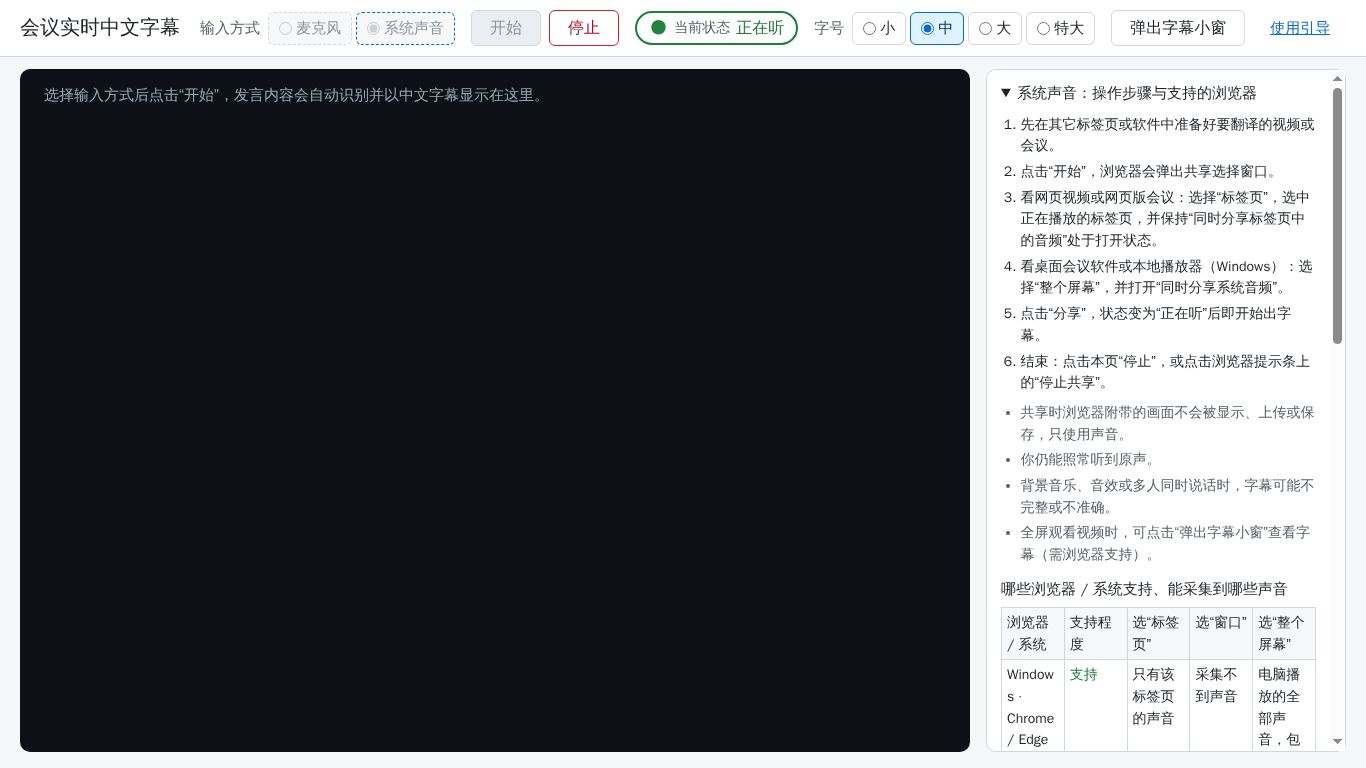 会议实时中文字幕 输入方式 麦克风 系统声音 开始 停止 当前状态 正在听 字号 小 中 大 特大 弹出字幕小窗 使用引导
选择输入方式后点击“开始”，发言内容会自动识别并以中文字幕显示在这里。
▼ 系统声音：操作步骤与支持的浏览器
1. 先在其它标签页或软件中准备好要翻译的视频或
会议。
2. 点击“开始”，浏览器会弹出共享选择窗口。
3. 看网页视频或网页版会议：选择“标签页”，选中
正在播放的标签页，并保持“同时分享标签页中
的音频”处于打开状态。
4. 看桌面会议软件或本地播放器（Windows）：选
择“整个屏幕”，并打开“同时分享系统音频”。
5. 点击“分享”，状态变为“正在听”后即开始出字
幕。
6. 结束：点击本页“停止”，或点击浏览器提示条上
的“停止共享”。
• 共享时浏览器附带的画面不会被显示、上传或保
存，只使用声音。
• 你仍能照常听到原声。
• 背景音乐、音效或多人同时说话时，字幕可能不
完整或不准确。
• 全屏观看视频时，可点击“弹出字幕小窗”查看字
幕（需浏览器支持）。
哪些浏览器 / 系统支持、能采集到哪些声音
浏览器 支持程 选“标签 选“窗口” 选“整个
/ 系统 度 页” 屏幕”
Window 支持 只有该 采集不 电脑播
s · 标签页 到声音 放的全
Chrome 的声音 部声
/ Edge 音，包